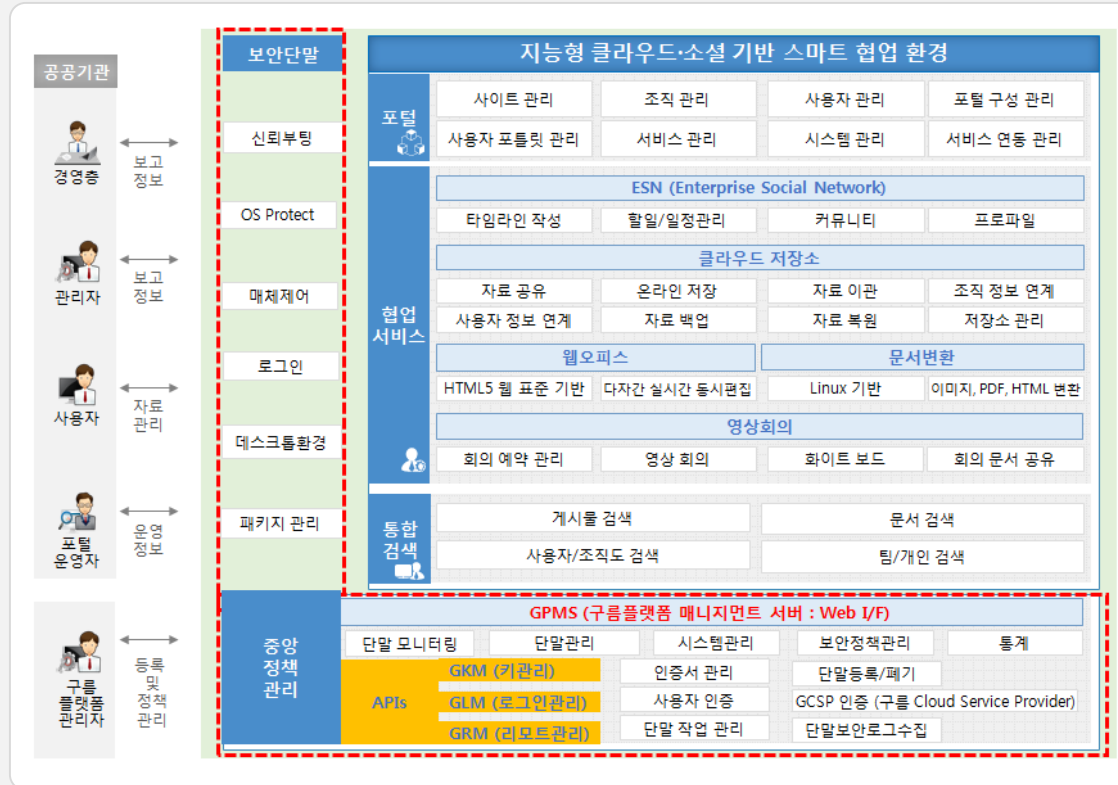 공공기관
경영층
보고
정보
관리자
보고
정보
사용자
자료
관리
포털
운영자
운영
정보
구름
플랫폼
관리자
등록
및
정책
관리
보안단말
신뢰부팅
OS Protect
매체제어
로그인
데스크톱환경
패키지 관리
지능형 클라우드·소셜 기반 스마트 협업 환경
포털
사이트 관리 조직 관리 사용자 관리 포털 구성 관리
사용자 포틀릿 관리 서비스 관리 시스템 관리 서비스 연동 관리
협업
서비스
ESN (Enterprise Social Network)
타임라인 작성 할일/일정관리 커뮤니티 프로파일
클라우드 저장소
자료 공유 온라인 저장 자료 이관 조직 정보 연계
사용자 정보 연계 자료 백업 자료 복원 저장소 관리
웹오피스 문서변환
HTML5 웹 표준 기반 다자간 실시간 동시편집 Linux 기반 이미지, PDF, HTML 변환
영상회의
회의 예약 관리 영상 회의 화이트 보드 회의 문서 공유
통합
검색
게시물 검색 문서 검색
사용자/조직도 검색 팀/개인 검색
중앙
정책
관리
GPMS (구름플랫폼 매니지먼트 서버 : Web I/F)
단말 모니터링 단말관리 시스템관리 보안정책관리 통계
APIs
GKM (키관리) 인증서 관리 단말등록/폐기
GLM (로그인관리) 사용자 인증 GCSP 인증 (구름 Cloud Service Provider)
GRM (리모트관리) 단말 작업 관리 단말보안로그수집